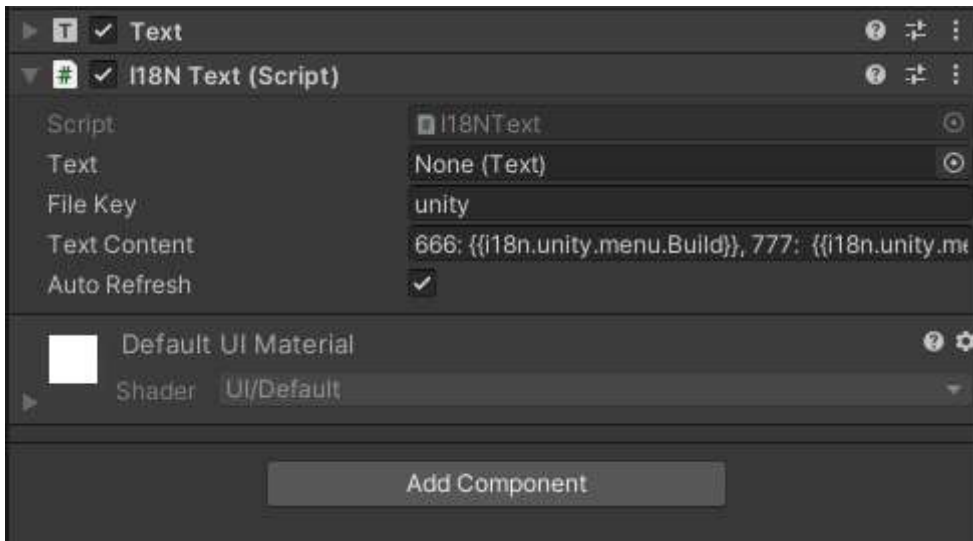 Text
I18N Text (Script)
Script I18NText
Text None (Text)
File Key unity
Text Content 666: {{i18n.unity.menu.Build}}, 777: {{i18n.unity.me
Auto Refresh
Default UI Material
Shader UI/Default
Add Component